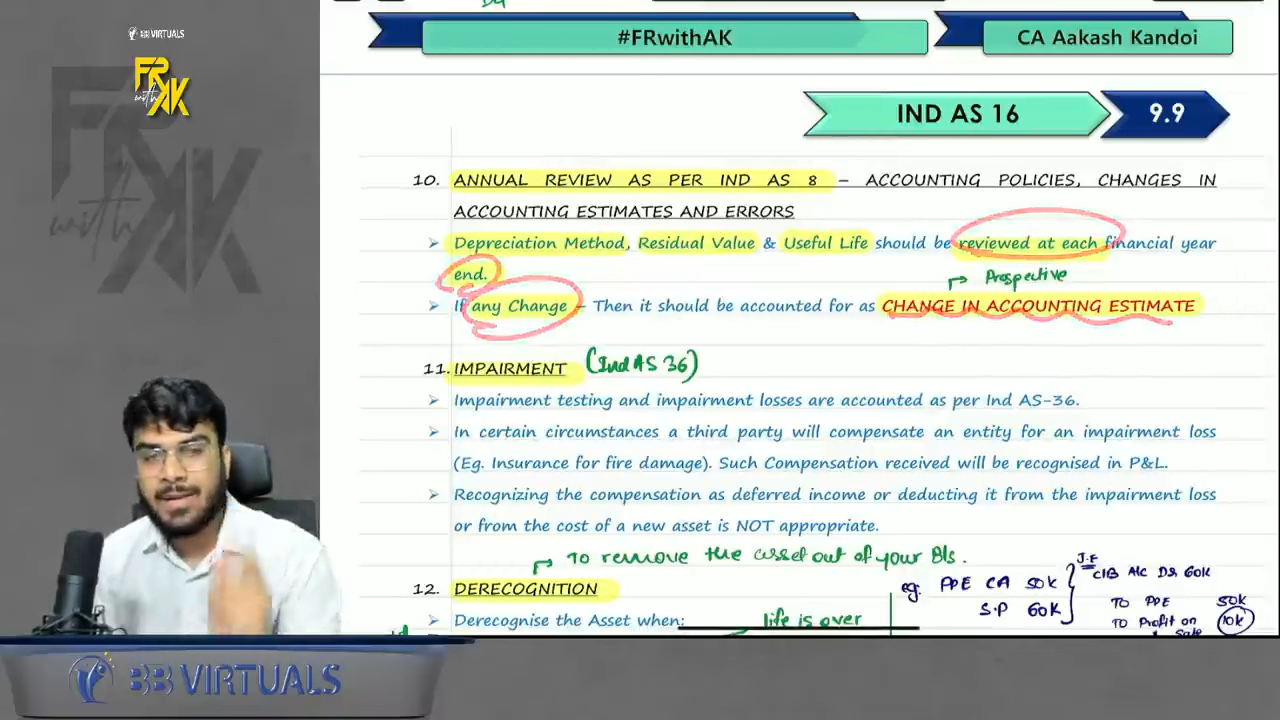 BB VIRTUALS
FR
with AK
#FRwithAK
CA Aakash Kandoi
IND AS 16
9.9
10. ANNUAL REVIEW AS PER IND AS 8 – ACCOUNTING POLICIES, CHANGES IN
ACCOUNTING ESTIMATES AND ERRORS
➢ Depreciation Method, Residual Value & Useful Life should be reviewed at each financial year
end.
Prospective
➢ If any Change – Then it should be accounted for as CHANGE IN ACCOUNTING ESTIMATE
11. IMPAIRMENT (Ind AS 36)
➢ Impairment testing and impairment losses are accounted as per Ind AS-36.
➢ In certain circumstances a third party will compensate an entity for an impairment loss
(Eg. Insurance for fire damage). Such Compensation received will be recognised in P&L.
➢ Recognizing the compensation as deferred income or deducting it from the impairment loss
or from the cost of a new asset is NOT appropriate.
To remove the asset out of your B/s.
12. DERECOGNITION
➢ Derecognise the Asset when: life is over
eg. PPE CA 50k
S.P 60k
J.E
C/B A/c Dr 60k
To PPE 50k
To Profit on 10k
sale
BB VIRTUALS